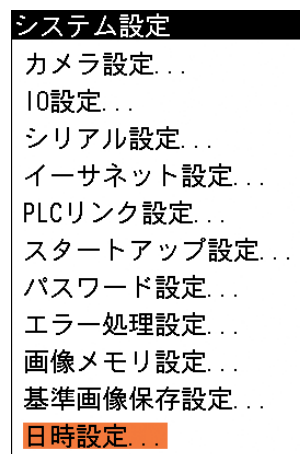 システム設定
カメラ設定...
IO設定...
シリアル設定...
イーサネット設定...
PLCリンク設定...
スタートアップ設定...
パスワード設定...
エラー処理設定...
画像メモリ設定...
基準画像保存設定...
日時設定...